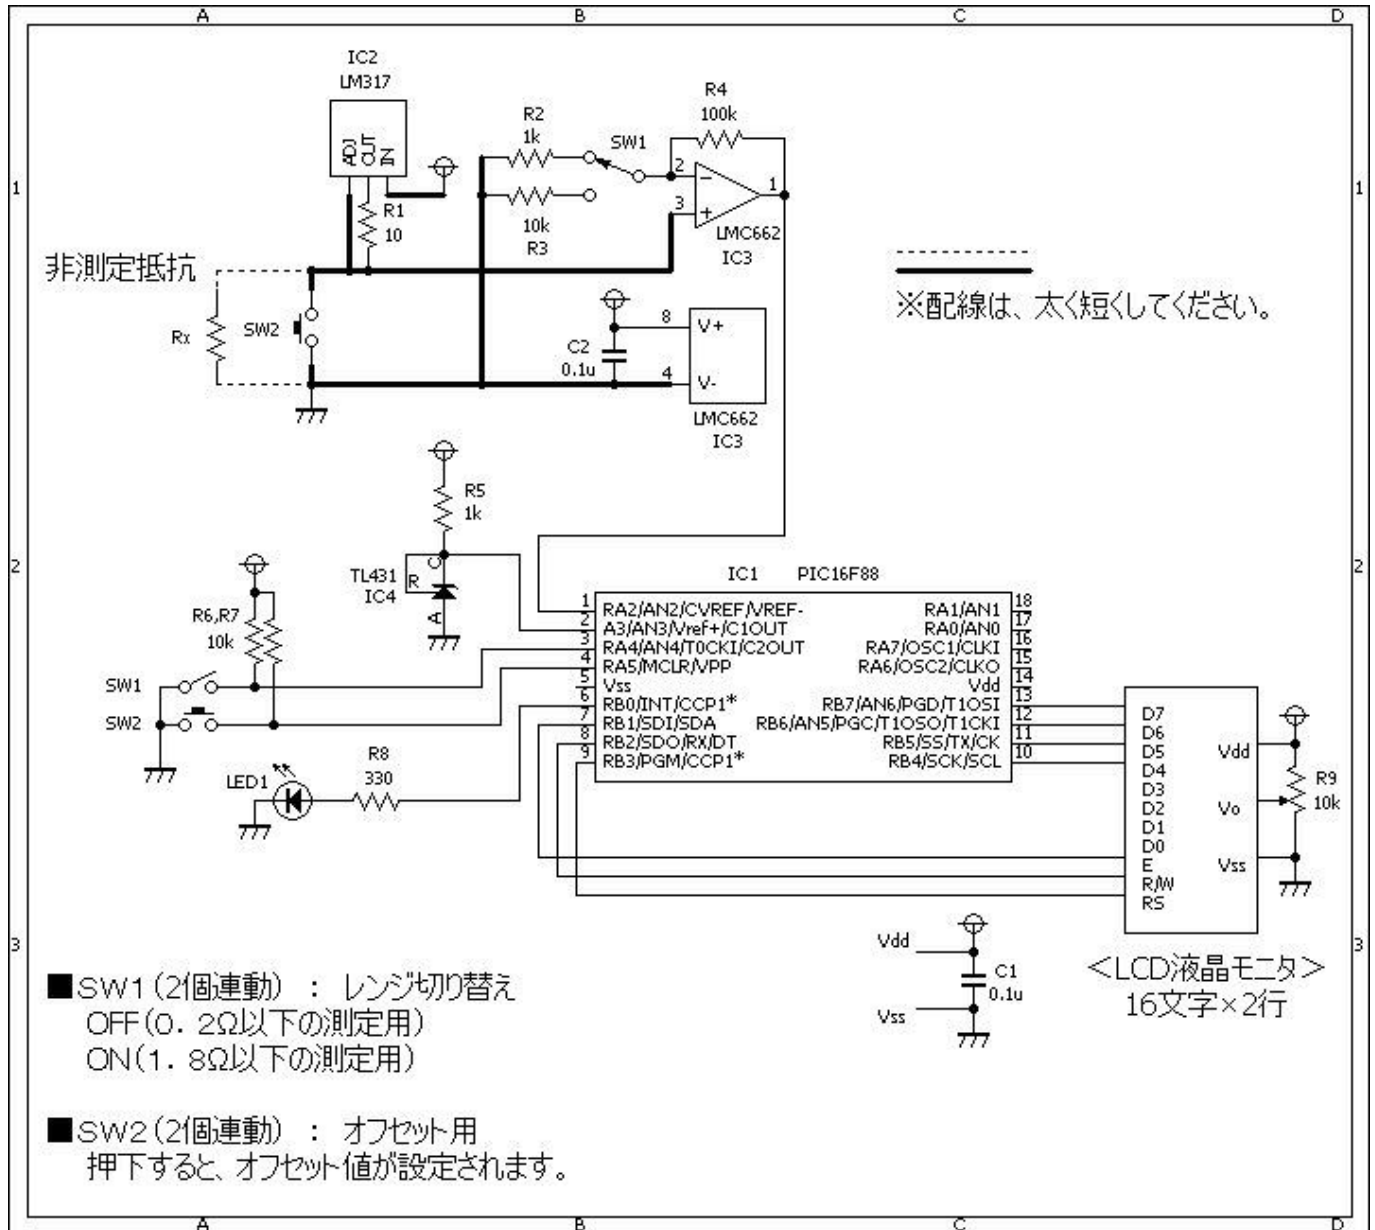 A B C D
IC2
LM317
ADJ
OUT
IN
R1
10
R2
1k
SW1
R4
100k
2
3
1
LMC662
IC3
10k
R3
1
1
非測定抵抗
Rx
SW2
C2
0.1u
8
V+
4
V-
LMC662
IC3
※配線は、太く短くしてください。
R5
1k
C
R
A
TL431
IC4
2
2
R6,R7
10k
SW1
SW2
LED1
R8
330
IC1 PIC16F88
1 RA2/AN2/CVREF/VREF-
2 A3/AN3/Vref+/C1OUT
3 RA4/AN4/T0CKI/C2OUT
4 RA5/MCLR/VPP
5 Vss
6 RB0/INT/CCP1*
7 RB1/SDI/SDA
8 RB2/SDO/RX/DT
9 RB3/PGM/CCP1*
RA1/AN1 18
RA0/AN0 17
RA7/OSC1/CLKI 16
RA6/OSC2/CLKO 15
Vdd 14
RB7/AN6/PGD/T1OSI 13
RB6/AN5/PGC/T1OSO/T1CKI 12
RB5/SS/TX/CK 11
RB4/SCK/SCL 10
D7
D6
D5
D4
D3
D2
D1
D0
E
R/W
RS
Vdd
Vo
Vss
R9
10k
3
3
Vdd
C1
0.1u
Vss
<LCD液晶モニタ>
16文字×2行
■SW1(2個連動) : レンジ切り替え
OFF(0.2Ω以下の測定用)
ON(1.8Ω以下の測定用)
■SW2(2個連動) : オフセット用
押下すると、オフセット値が設定されます。
A B C D